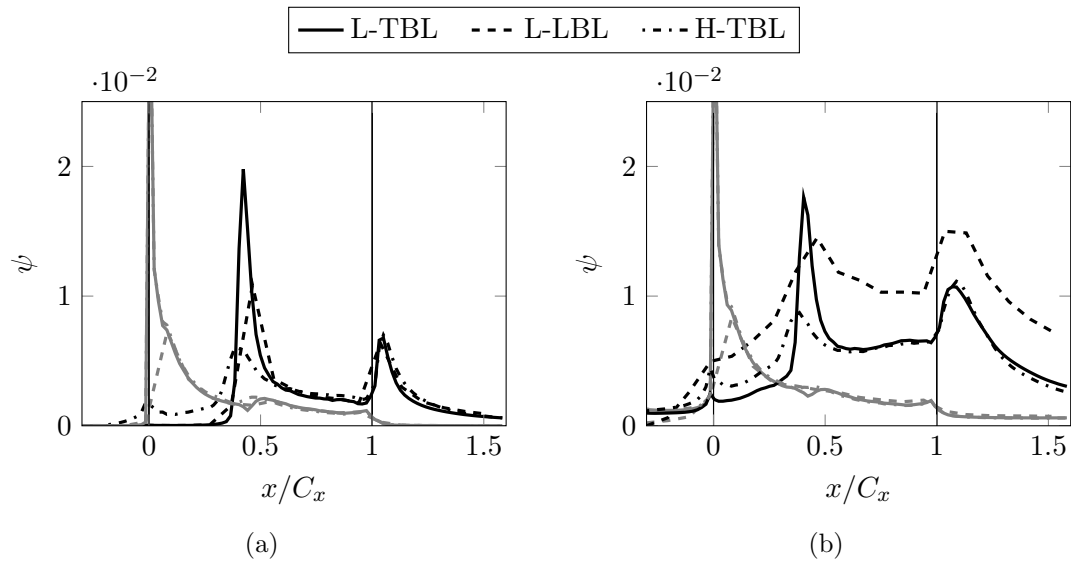 L-TBL L-LBL H-TBL
·10⁻²
2
1
0
ψ
0 0.5 1 1.5
x/Cₓ
(a)
·10⁻²
2
1
0
ψ
0 0.5 1 1.5
x/Cₓ
(b)